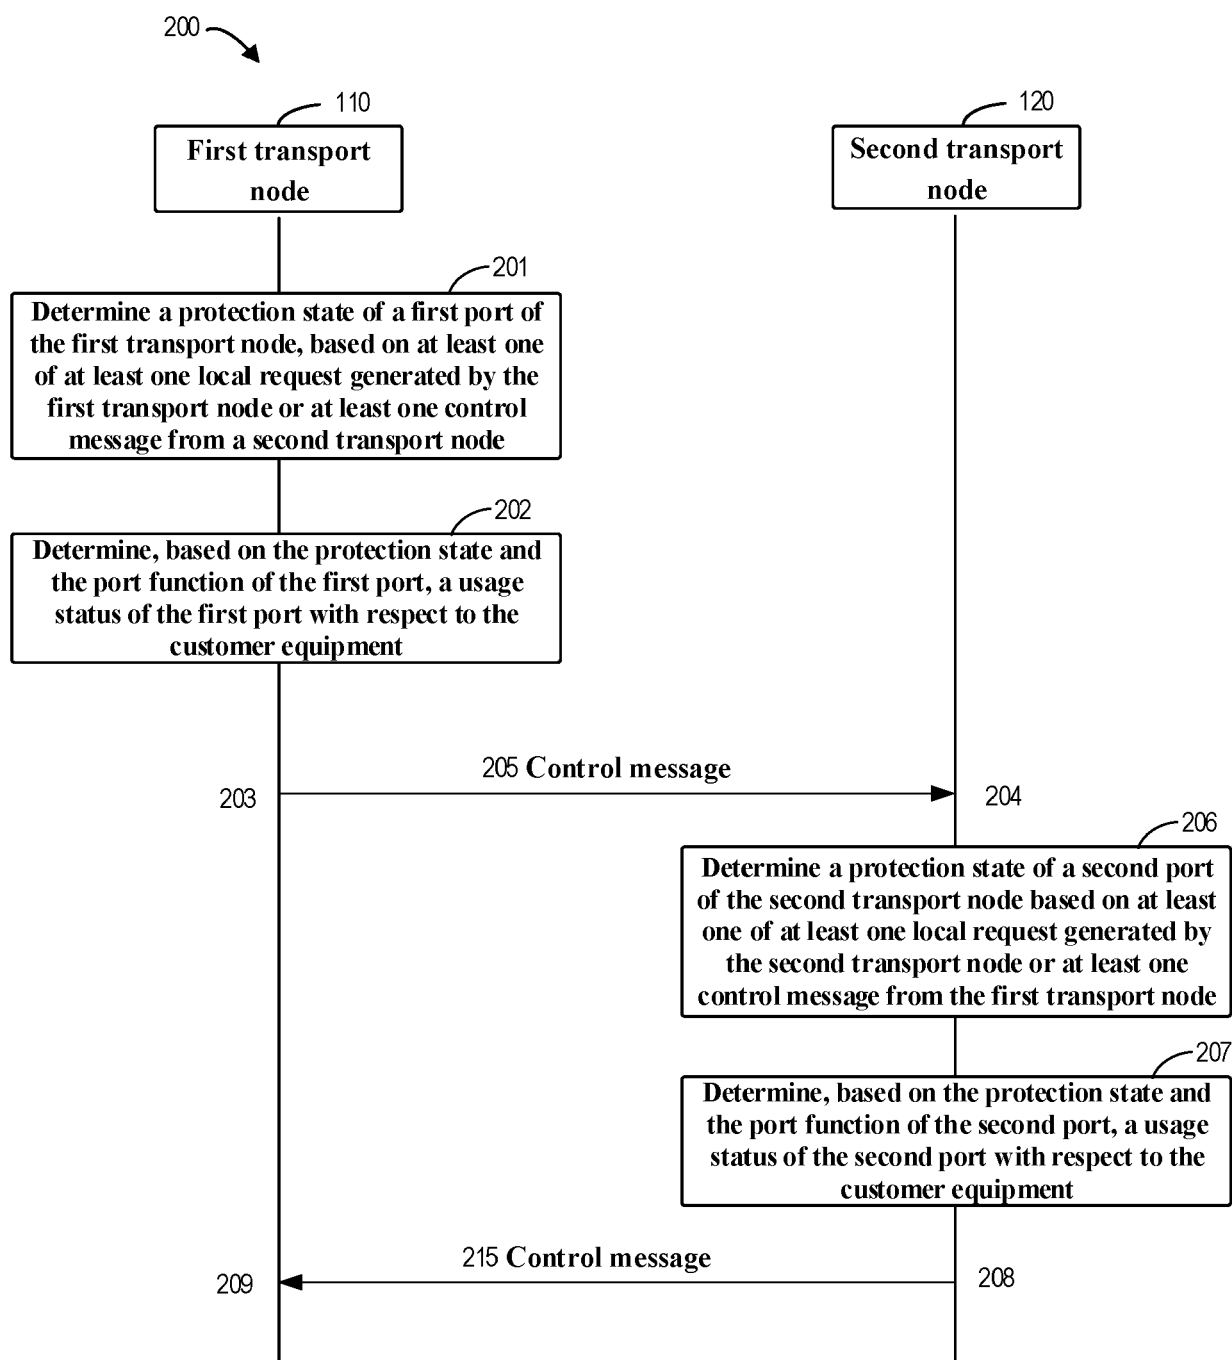 200
110
First transport
node
120
Second transport
node
201
Determine a protection state of a first port of
the first transport node, based on at least one
of at least one local request generated by the
first transport node or at least one control
message from a second transport node
202
Determine, based on the protection state and
the port function of the first port, a usage
status of the first port with respect to the
customer equipment
205 Control message
203
204
206
Determine a protection state of a second port
of the second transport node based on at least
one of at least one local request generated by
the second transport node or at least one
control message from the first transport node
207
Determine, based on the protection state and
the port function of the second port, a usage
status of the second port with respect to the
customer equipment
215 Control message
209
208